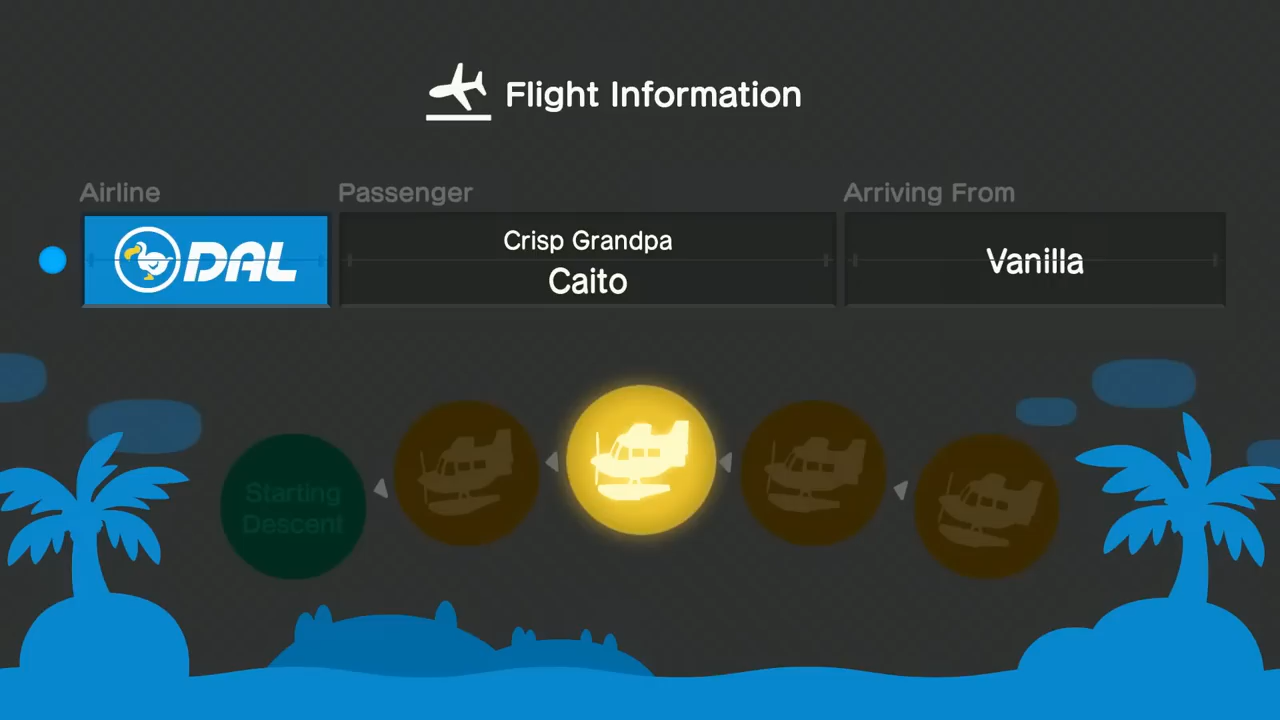 Flight Information
Airline
Passenger
Arriving From
DAL
Crisp Grandpa
Caito
Vanilla
Starting
Descent